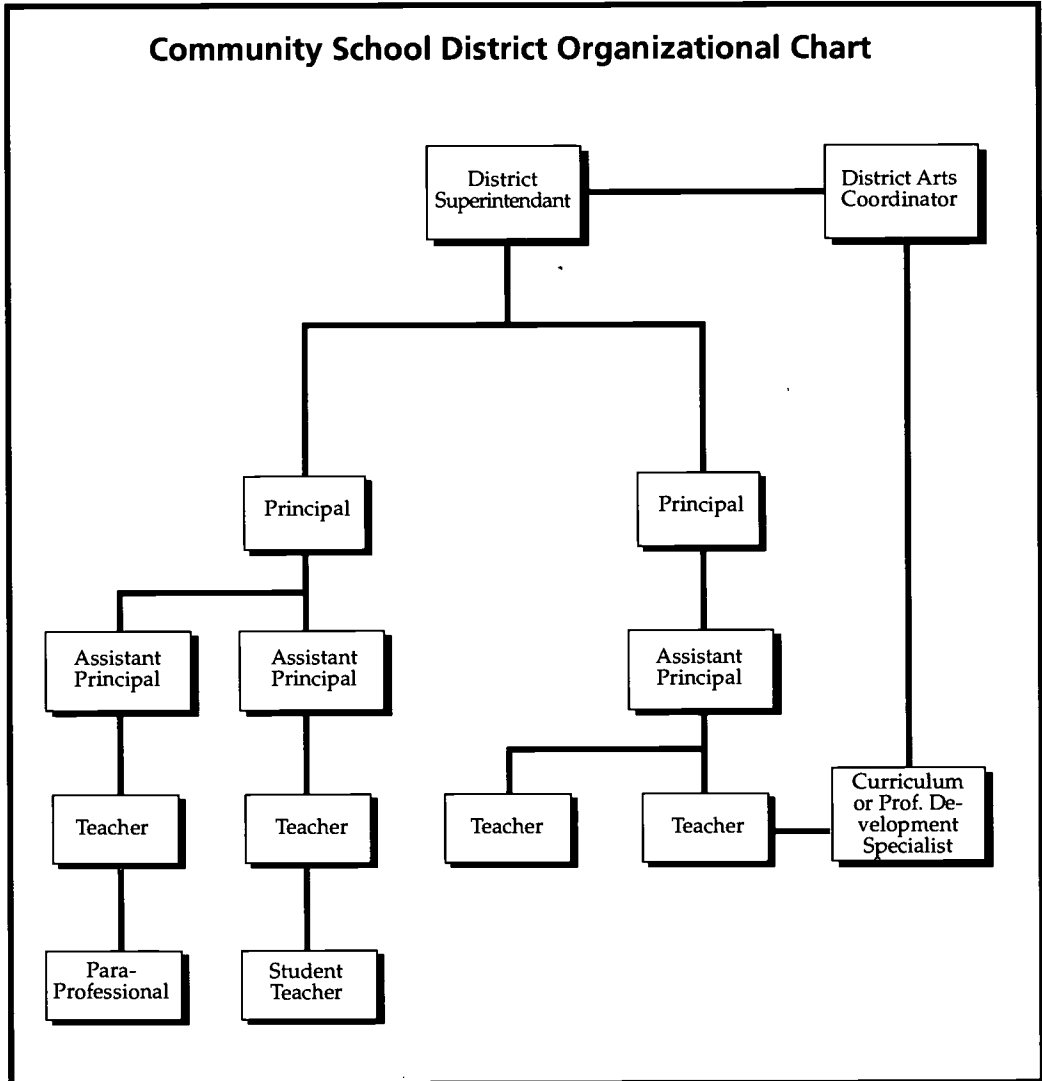 Community School District Organizational Chart
District
Superintendant
District Arts
Coordinator
Principal
Principal
Assistant
Principal
Assistant
Principal
Assistant
Principal
Teacher
Teacher
Teacher
Teacher
Curriculum
or Prof. De-
velopment
Specialist
Para-
Professional
Student
Teacher